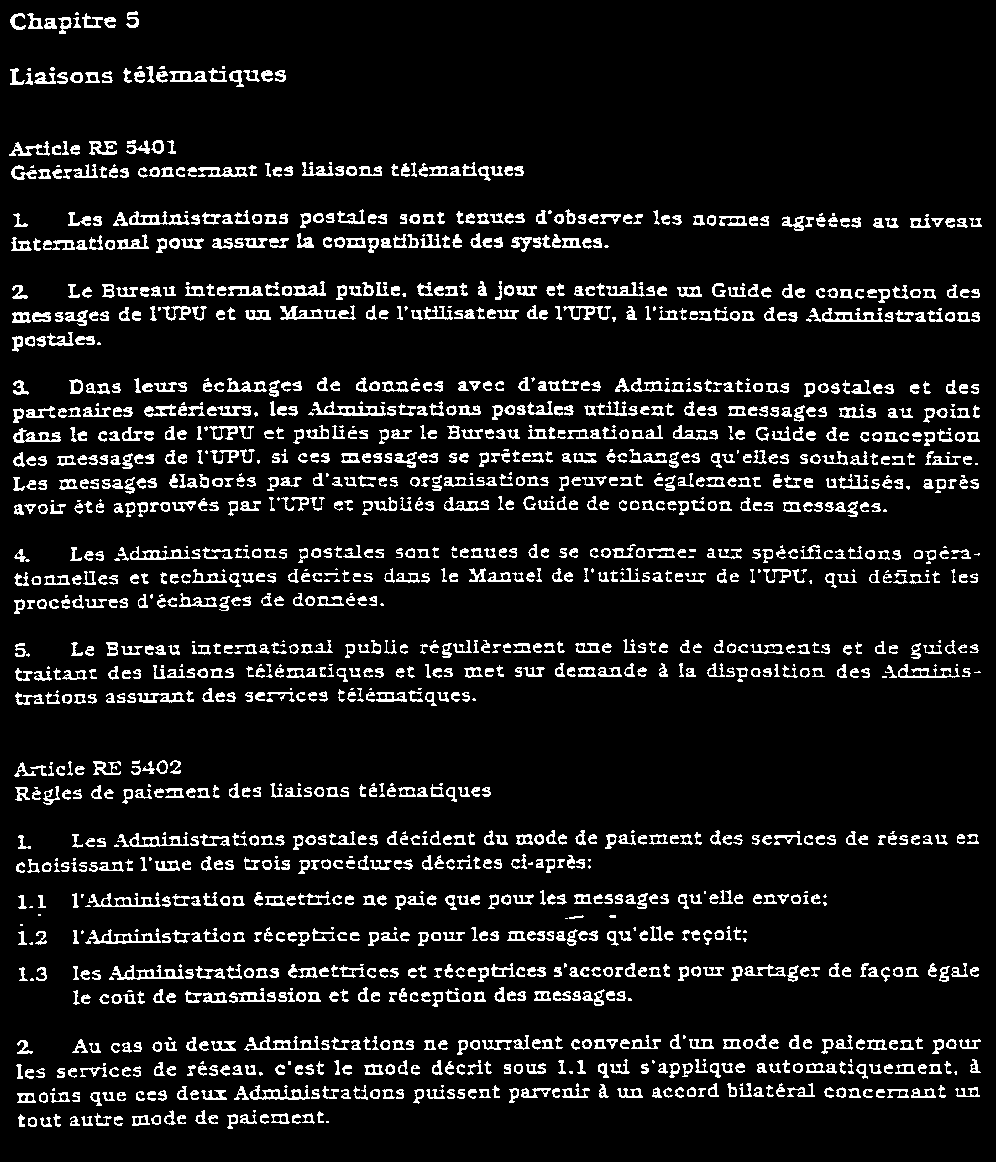 Chapitre 5
Liaisons télématiques
Article RE 5401
Généralités concernant les liaisons télématiques
1. Les Administrations postales sont tenues d'observer les normes agréées au niveau
international pour assurer la compatibilité des systèmes.
2. Le Bureau international publie, tient à jour et actualise un Guide de conception des
messages de l'UPU et un Manuel de l'utilisateur de l'UPU, à l'intention des Administrations
postales.
3. Dans leurs échanges de données avec d'autres Administrations postales et des
partenaires extérieurs, les Administrations postales utilisent des messages mis au point
dans le cadre de l'UPU et publiés par le Bureau international dans le Guide de conception
des messages de l'UPU, si ces messages se prêtent aux échanges qu'elles souhaitent faire.
Les messages élaborés par d'autres organisations peuvent également être utilisés, après
avoir été approuvés par l'UPU et publiés dans le Guide de conception des messages.
4. Les Administrations postales sont tenues de se conformer aux spécifications opéra-
tionnelles et techniques décrites dans le Manuel de l'utilisateur de l'UPU, qui définit les
procédures d'échanges de données.
5. Le Bureau international publie régulièrement une liste de documents et de guides
traitant des liaisons télématiques et les met sur demande à la disposition des Adminis-
trations assurant des services télématiques.
Article RE 5402
Règles de paiement des liaisons télématiques
1. Les Administrations postales décident du mode de paiement des services de réseau en
choisissant l'une des trois procédures décrites ci-après:
1.1 l'Administration émettrice ne paie que pour les messages qu'elle envoie;
1.2 l'Administration réceptrice paie pour les messages qu'elle reçoit;
1.3 les Administrations émettrices et réceptrices s'accordent pour partager de façon égale
le coût de transmission et de réception des messages.
2. Au cas où deux Administrations ne pourraient convenir d'un mode de paiement pour
les services de réseau, c'est le mode décrit sous 1.1 qui s'applique automatiquement, à
moins que ces deux Administrations puissent parvenir à un accord bilatéral concernant un
tout autre mode de paiement.